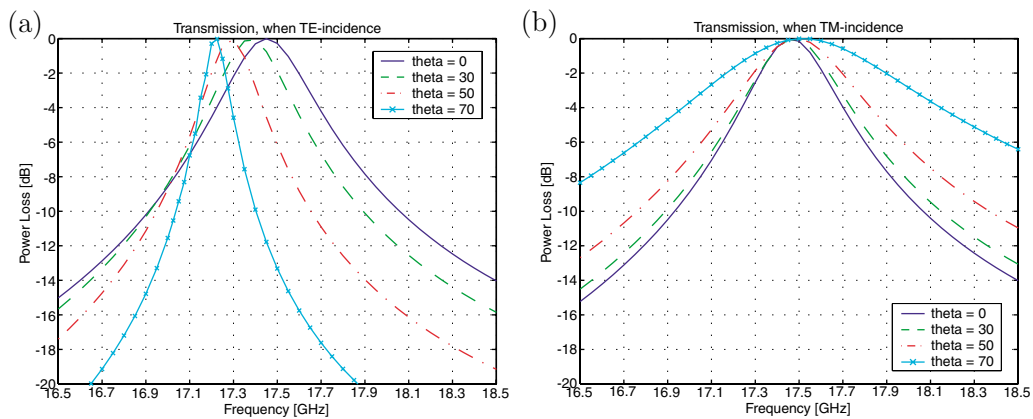 (a)
Transmission, when TE-incidence
Power Loss [dB]
0
-2
-4
-6
-8
-10
-12
-14
-16
-18
-20
theta = 0
theta = 30
theta = 50
theta = 70
16.5 16.7 16.9 17.1 17.3 17.5 17.7 17.9 18.1 18.3 18.5
Frequency [GHz]
(b)
Transmission, when TM-incidence
Power Loss [dB]
0
-2
-4
-6
-8
-10
-12
-14
-16
-18
-20
theta = 0
theta = 30
theta = 50
theta = 70
16.5 16.7 16.9 17.1 17.3 17.5 17.7 17.9 18.1 18.3 18.5
Frequency [GHz]